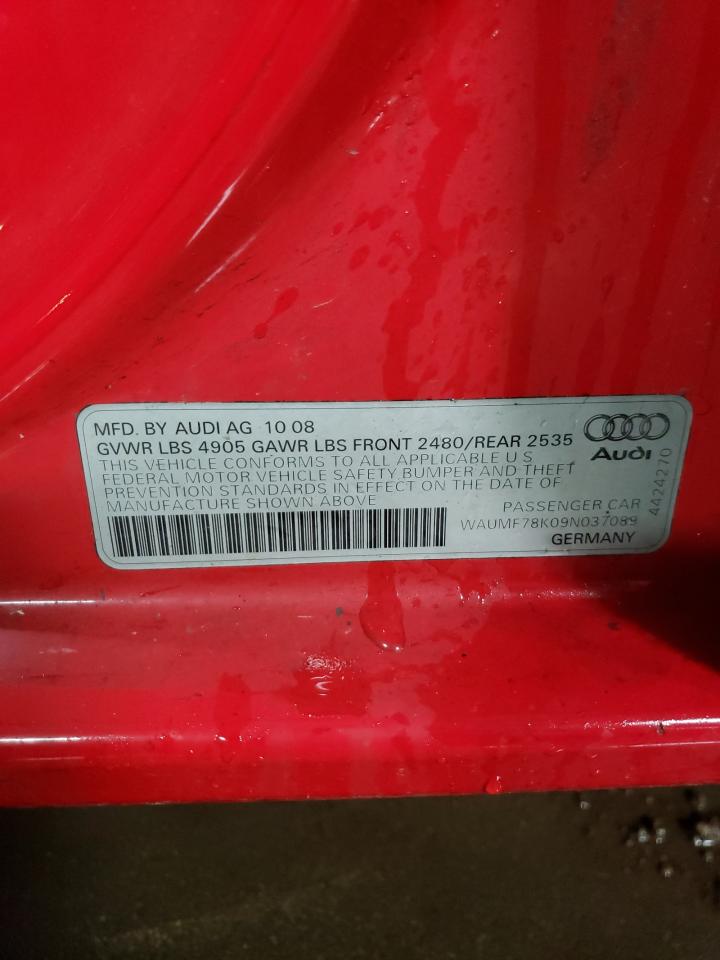 MFD. BY AUDI AG 10 08
GVWR LBS 4905 GAWR LBS FRONT 2480/REAR 2535
THIS VEHICLE CONFORMS TO ALL APPLICABLE U S
FEDERAL MOTOR VEHICLE SAFETY BUMPER AND THEFT
PREVENTION STANDARDS IN EFFECT ON THE DATE OF
MANUFACTURE SHOWN ABOVE
Audi
4424270
PASSENGER CAR
WAUMF78K09N037089
GERMANY